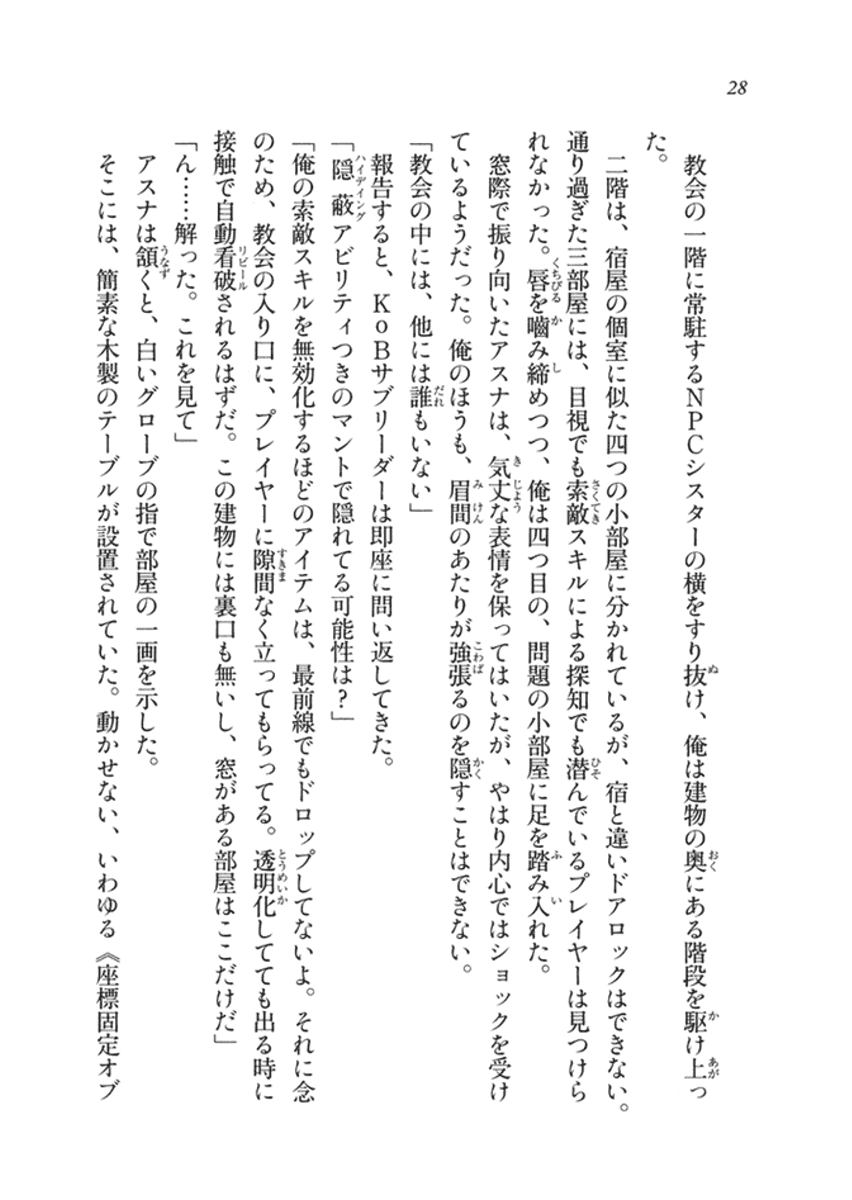 28
教会の一階に常駐するNPCシスターの横をすり抜け、俺は建物の奥にある階段を駆け上っ
た。
二階は、宿屋の個室に似た四つの小部屋に分かれているが、宿と違いドアロックはできない。
通り過ぎた三部屋には、目視でも索敵スキルによる探知でも潜んでいるプレイヤーは見つけら
れなかった。唇を嚙み締めつつ、俺は四つ目の、問題の小部屋に足を踏み入れた。
窓際で振り向いたアスナは、気丈な表情を保ってはいたが、やはり内心ではショックを受け
ているようだった。俺のほうも、眉間のあたりが強張るのを隠すことはできない。
「教会の中には、他には誰もいない」
報告すると、KoBサブリーダーは即座に問い返してきた。
「隠蔽アビリティつきのマントで隠れてる可能性は？」
「俺の索敵スキルを無効化するほどのアイテムは、最前線でもドロップしてないよ。それに念
のため、教会の入り口に、プレイヤーに隙間なく立ってもらってる。透明化してても出る時に
接触で自動看破されるはずだ。この建物には裏口も無いし、窓がある部屋はここだけだ」
「ん……解った。これを見て」
アスナは頷くと、白いグローブの指で部屋の一画を示した。
そこには、簡素な木製のテーブルが設置されていた。動かせない、いわゆる《座標固定オブ